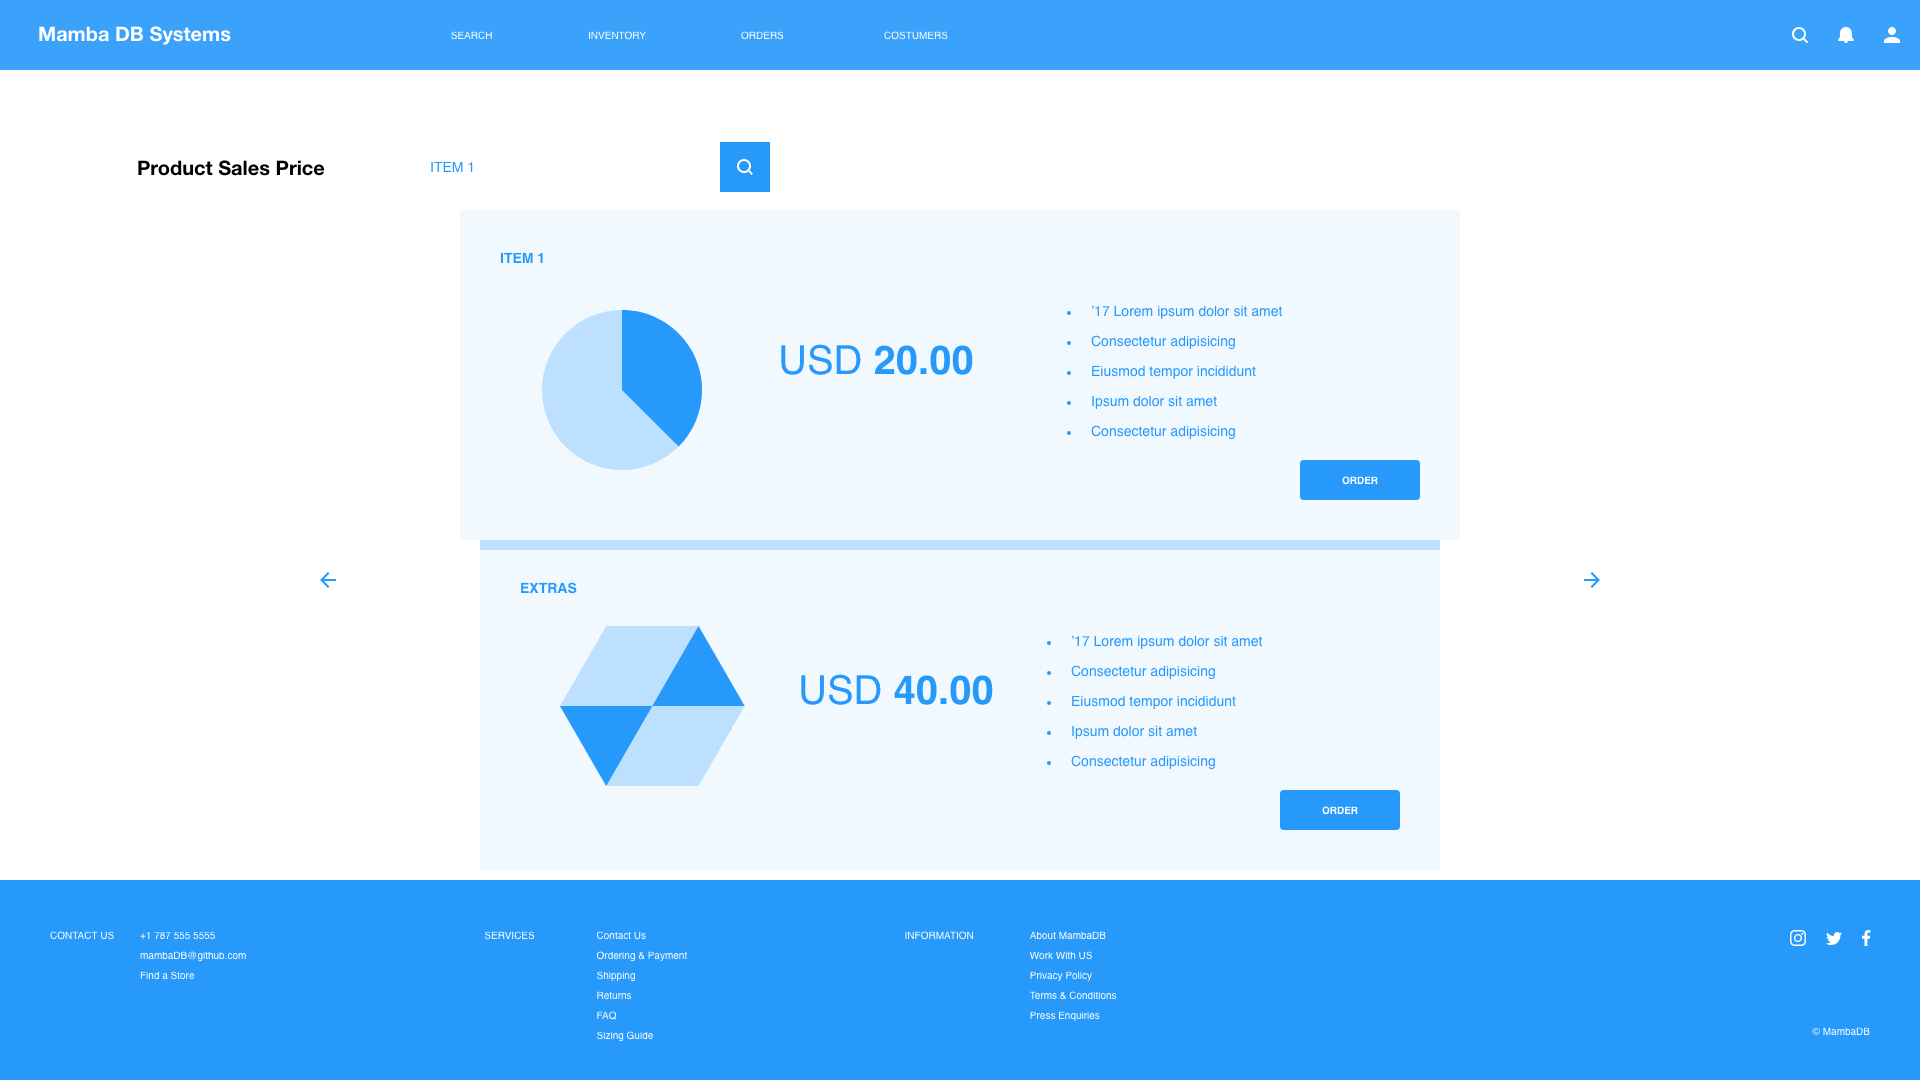 Mamba DB Systems
SEARCH
INVENTORY
ORDERS
COSTUMERS
Product Sales Price
ITEM 1
ITEM 1
USD 20.00
• '17 Lorem ipsum dolor sit amet
• Consectetur adipisicing
• Eiusmod tempor incididunt
• Ipsum dolor sit amet
• Consectetur adipisicing
ORDER
EXTRAS
USD 40.00
• '17 Lorem ipsum dolor sit amet
• Consectetur adipisicing
• Eiusmod tempor incididunt
• Ipsum dolor sit amet
• Consectetur adipisicing
ORDER
CONTACT US
+1 787 555 5555
mambaDB@github.com
Find a Store
SERVICES
Contact Us
Ordering & Payment
Shipping
Returns
FAQ
Sizing Guide
INFORMATION
About MambaDB
Work With US
Privacy Policy
Terms & Conditions
Press Enquiries
© MambaDB